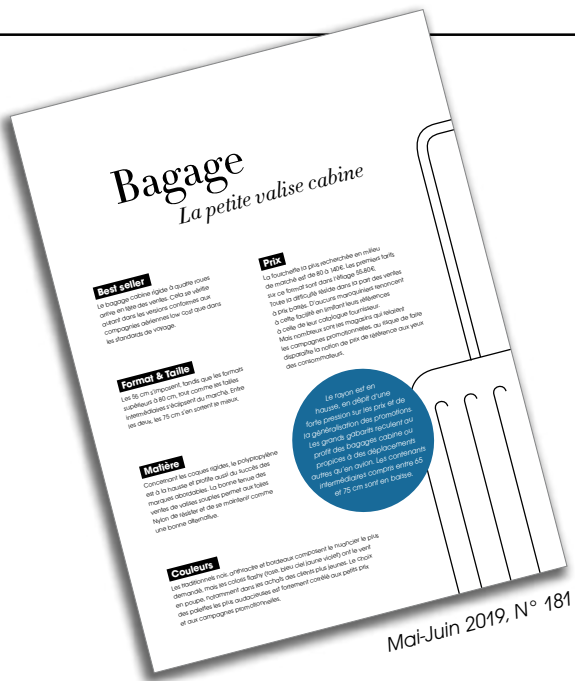 Bagage
La petite valise cabine
Best seller
Le bagage cabine rigide à quatre roues
arrive en tête des ventes. Cela se vérifie
autant dans les versions conformes aux
compagnies aériennes low cost que dans
les standards de voyage.
Format & Taille
Les 55 cm s'imposent, tandis que les formats
supérieurs à 80 cm, tout comme les tailles
intermédiaires s'éclipsent du marché. Entre
les deux, les 75 cm s'en sortent le mieux.
Matière
Concernant les coques rigides, le polypropylène
est à la hausse et profite aussi du succès des
marques abordables. La bonne tenue des
ventes de valises souples permet aux toiles
Nylon de résister et de se maintenir comme
une bonne alternative.
Couleurs
Les traditionnels noir, anthracite et bordeaux composent le nuancier le plus
demandé, mais les coloris flashy (rose, bleu ciel jaune violet) ont le vent
en poupe, notamment dans les achats des clients plus jeunes. Le choix
des palettes les plus audacieuses est forrement corrélé aux petits prix
et aux campagnes promotionnelles.
Prix
La fourchette la plus recherchée en milieu
de marché est de 80 à 140€. Les premiers tarifs
sur ce format sont dans l'étiage 55,80€.
Toute la difficulté réside dans la part des ventes
à prix barrés. D'aucuns maroquiniers renoncent
à cette facilité en limitant leurs références
à celle de leur catalogue fournisseur.
Mais nombreux sont les magasins qui relaient
les campagnes promotionnelles, au risque de faire
disparaître la notion de prix de référence aux yeux
des consommateurs.
Le rayon est en
hausse, en dépit d'une
forte pression sur les prix et de
la généralisation des promotions.
Les grands gabarits reculent au
profit des bagages cabine ou
propices à des déplacements
autres qu'en avion. Les contenants
intermédiaires compris entre 65
et 75 cm sont en baisse.
Mai-Juin 2019, N° 181